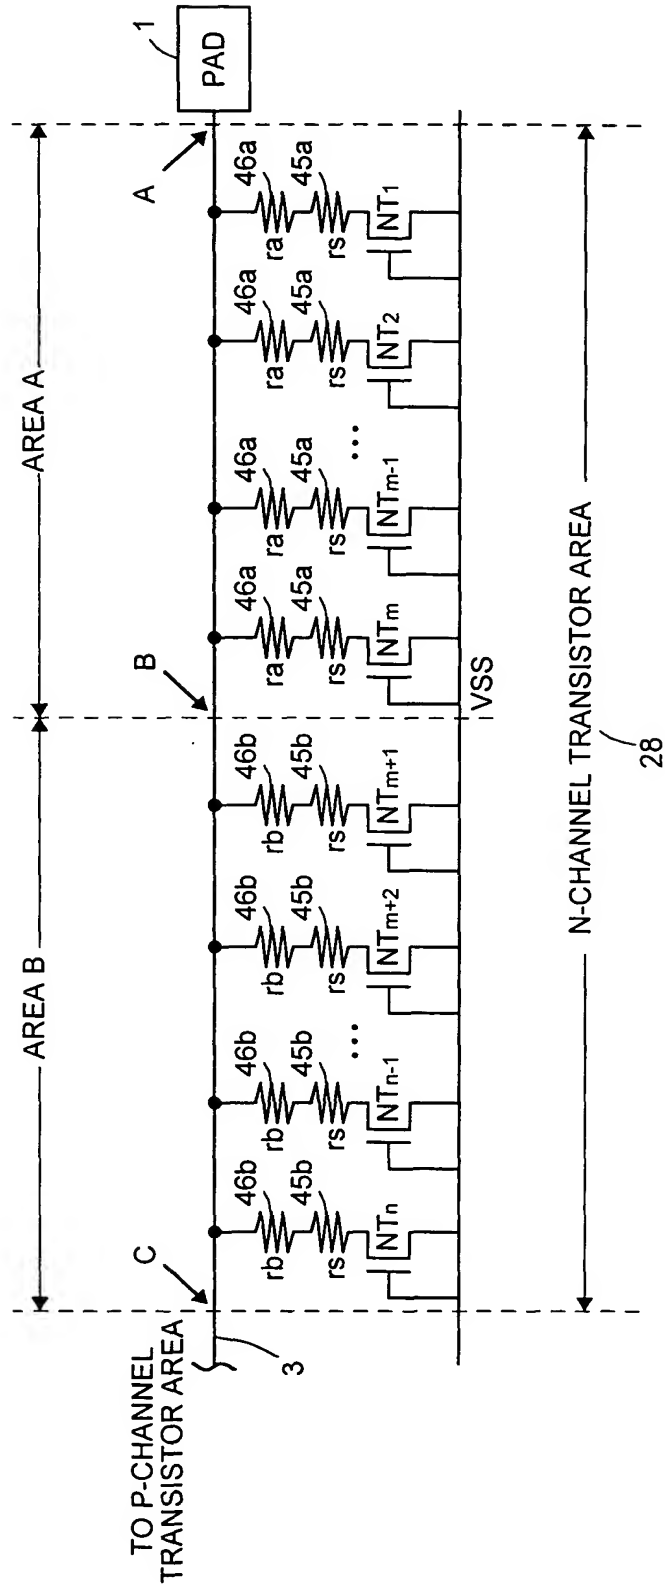 AREA B
AREA A
TO P-CHANNEL
TRANSISTOR AREA
C
B
A
1
PAD
3
46b
46b
46b
46b
46a
46a
46a
46a
rb
rb
rb
rb
ra
ra
ra
ra
45b
45b
45b
45b
45a
45a
45a
45a
rs
rs
rs
rs
rs
rs
rs
rs
...
...
NTn
NTn-1
NTm+2
NTm+1
NTm
NTm-1
NT2
NT1
VSS
N-CHANNEL TRANSISTOR AREA
28